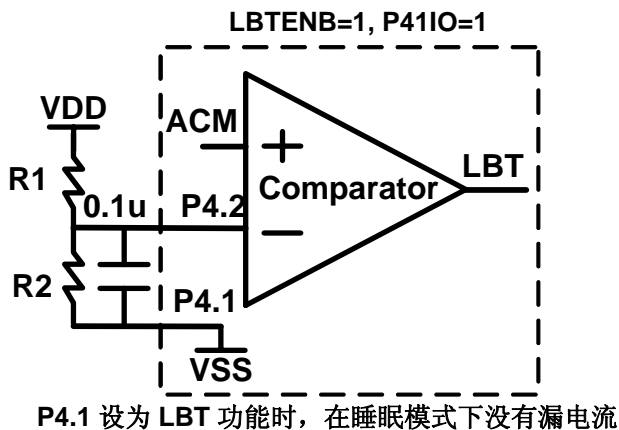 LBTENB=1, P41IO=1
VDD
ACM
+
LBT
R1
Comparator
0.1u
P4.2
−
R2
P4.1
VSS
P4.1 设为 LBT 功能时，在睡眠模式下没有漏电流